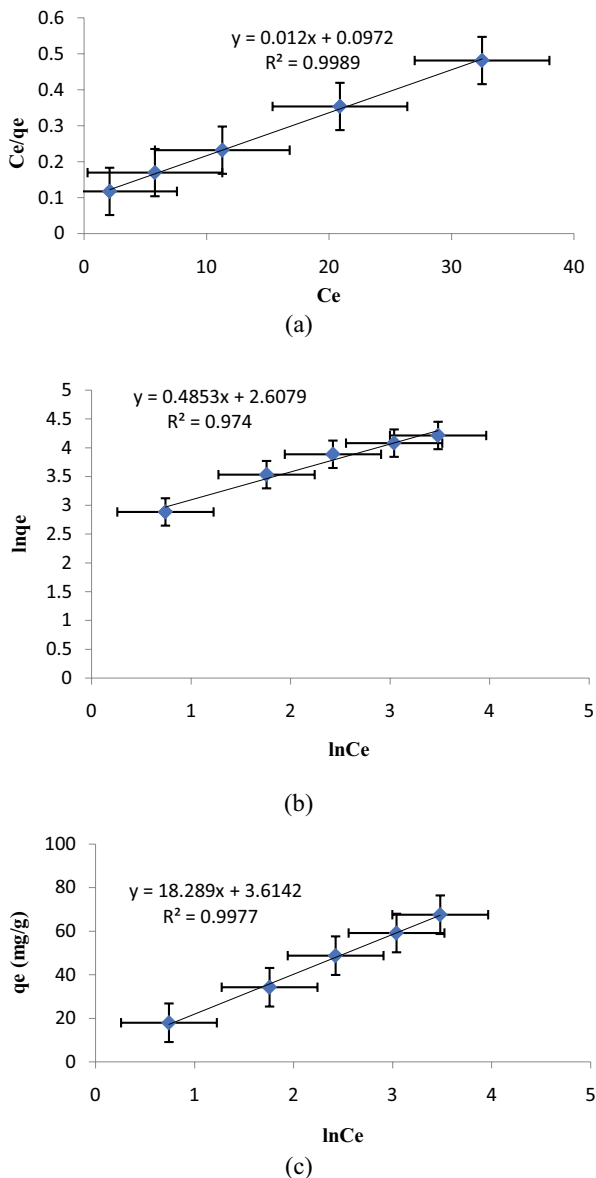 0.6
0.5
0.4
0.3
0.2
0.1
0
Ce/qe
y = 0.012x + 0.0972
R² = 0.9989
0 10 20 30 40
Ce
(a)
5
4.5
4
3.5
3
2.5
2
1.5
1
0.5
0
lnqe
y = 0.4853x + 2.6079
R² = 0.974
0 1 2 3 4 5
lnCe
(b)
100
80
60
40
20
0
qe (mg/g)
y = 18.289x + 3.6142
R² = 0.9977
0 1 2 3 4 5
lnCe
(c)